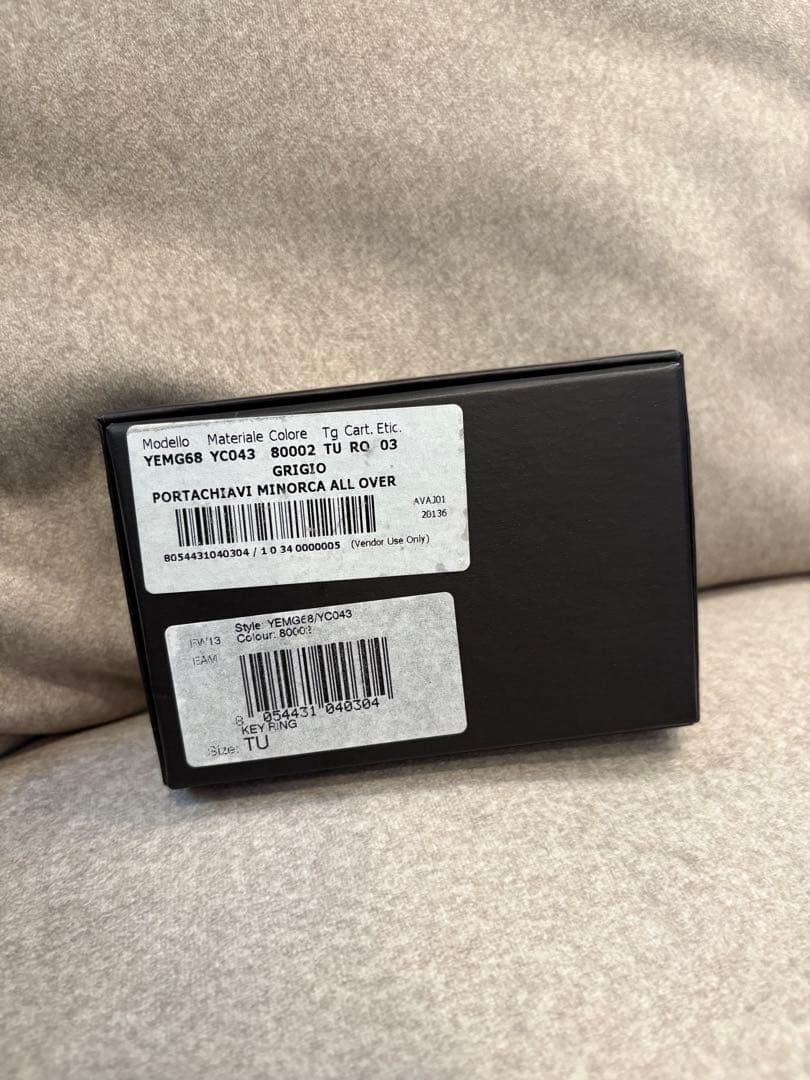 Modello Materiale Colore Tg Cart. Etic.
YEMG68 YC043 80002 TU RO 03
GRIGIO
PORTACHIAVI MINORCA ALL OVER
AVAJ01
20136
8054431040304 / 1 0 34 0000005 (Vendor Use Only)
Style: YEMG68/YC043
FW13 Colour: 80002
EAN
8 054431 040304
KEY RING
Size: TU